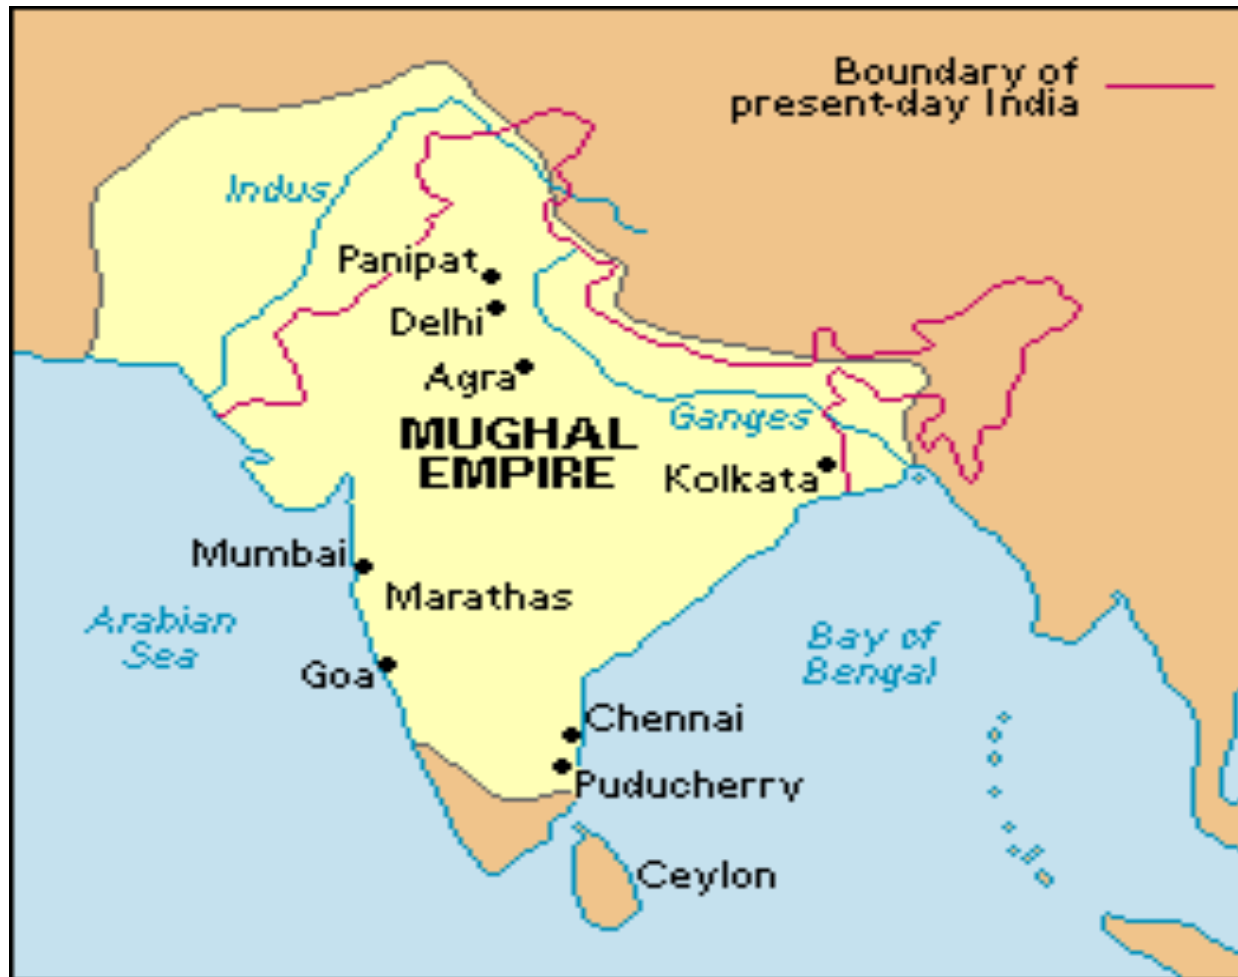 Boundary of
present-day India
Indus
Panipat
Delhi
Agra
MUGHAL
EMPIRE
Ganges
Kolkata
Mumbai
Marathas
Arabian
Sea
Bay of
Bengal
Goa
Chennai
Puducherry
Ceylon